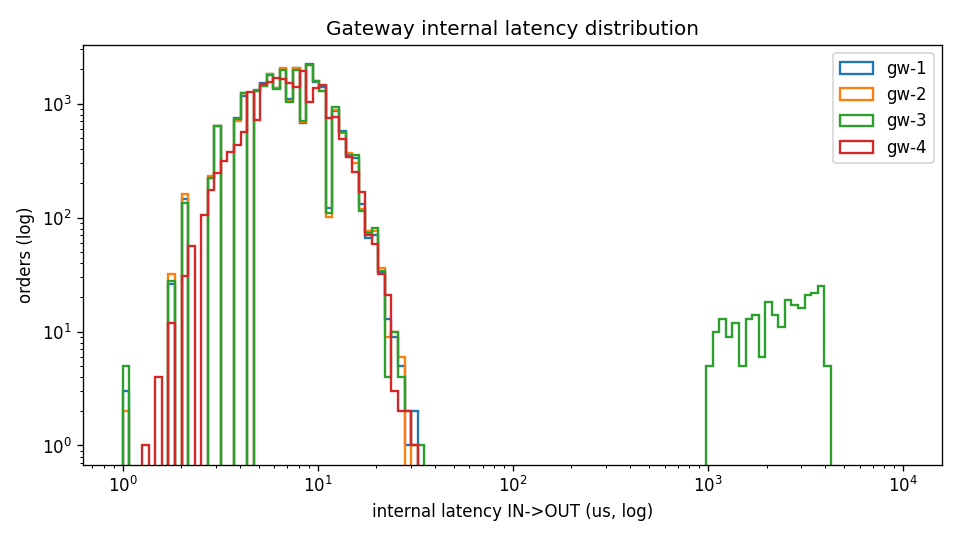 Gateway internal latency distribution
gw-1
gw-2
gw-3
gw-4
orders (log)
10³
10²
10¹
10⁰
10⁰ 10¹ 10² 10³ 10⁴
internal latency IN->OUT (us, log)